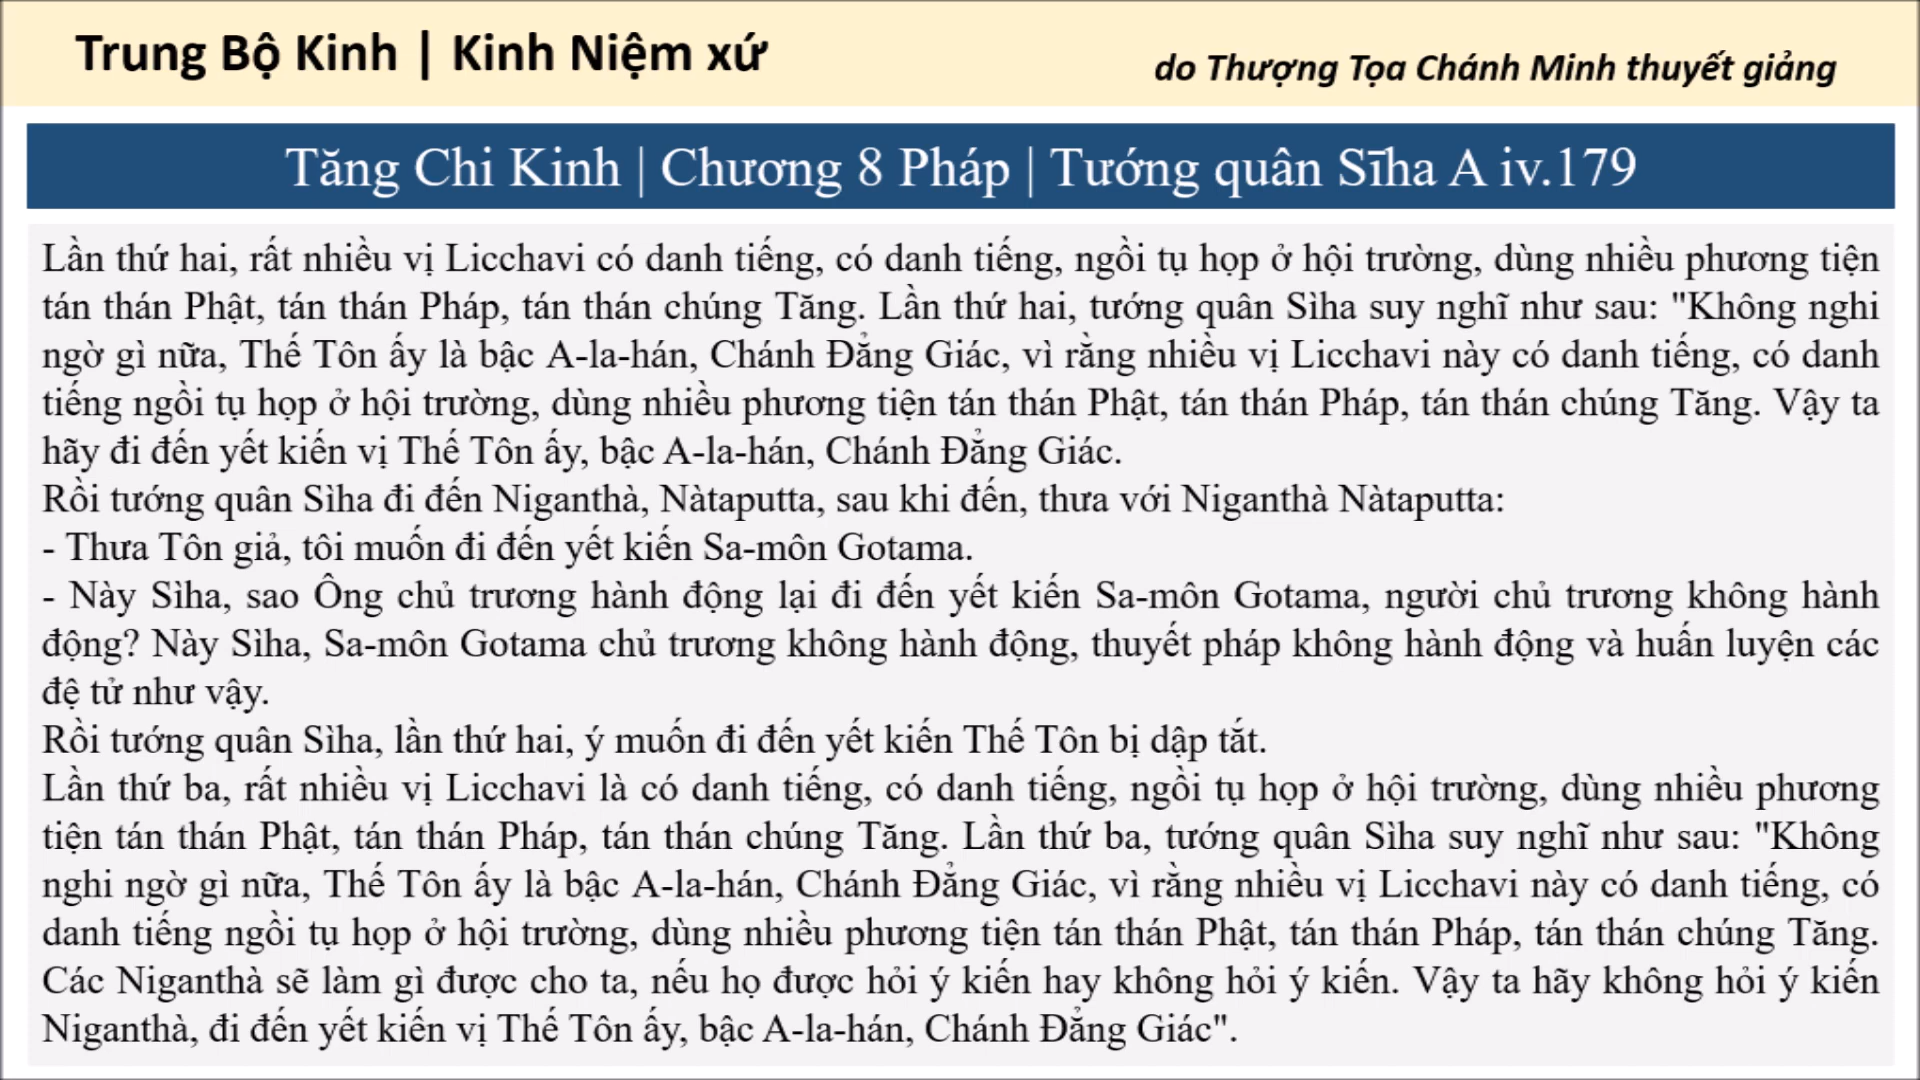 Trung Bộ Kinh | Kinh Niệm xứ
do Thượng Tọa Chánh Minh thuyết giảng
Tăng Chi Kinh | Chương 8 Pháp | Tướng quân Sīha A iv.179
Lần thứ hai, rất nhiều vị Licchavi có danh tiếng, có danh tiếng, ngồi tụ họp ở hội trường, dùng nhiều phương tiện
tán thán Phật, tán thán Pháp, tán thán chúng Tăng. Lần thứ hai, tướng quân Sìha suy nghĩ như sau: "Không nghi
ngờ gì nữa, Thế Tôn ấy là bậc A-la-hán, Chánh Đẳng Giác, vì rằng nhiều vị Licchavi này có danh tiếng, có danh
tiếng ngồi tụ họp ở hội trường, dùng nhiều phương tiện tán thán Phật, tán thán Pháp, tán thán chúng Tăng. Vậy ta
hãy đi đến yết kiến vị Thế Tôn ấy, bậc A-la-hán, Chánh Đẳng Giác.
Rồi tướng quân Sìha đi đến Niganthà, Nàtaputta, sau khi đến, thưa với Niganthà Nàtaputta:
- Thưa Tôn giả, tôi muốn đi đến yết kiến Sa-môn Gotama.
- Này Sìha, sao Ông chủ trương hành động lại đi đến yết kiến Sa-môn Gotama, người chủ trương không hành
động? Này Sìha, Sa-môn Gotama chủ trương không hành động, thuyết pháp không hành động và huấn luyện các
đệ tử như vậy.
Rồi tướng quân Sìha, lần thứ hai, ý muốn đi đến yết kiến Thế Tôn bị dập tắt.
Lần thứ ba, rất nhiều vị Licchavi là có danh tiếng, có danh tiếng, ngồi tụ họp ở hội trường, dùng nhiều phương
tiện tán thán Phật, tán thán Pháp, tán thán chúng Tăng. Lần thứ ba, tướng quân Sìha suy nghĩ như sau: "Không
nghi ngờ gì nữa, Thế Tôn ấy là bậc A-la-hán, Chánh Đẳng Giác, vì rằng nhiều vị Licchavi này có danh tiếng, có
danh tiếng ngồi tụ họp ở hội trường, dùng nhiều phương tiện tán thán Phật, tán thán Pháp, tán thán chúng Tăng.
Các Niganthà sẽ làm gì được cho ta, nếu họ được hỏi ý kiến hay không hỏi ý kiến. Vậy ta hãy không hỏi ý kiến
Niganthà, đi đến yết kiến vị Thế Tôn ấy, bậc A-la-hán, Chánh Đẳng Giác".